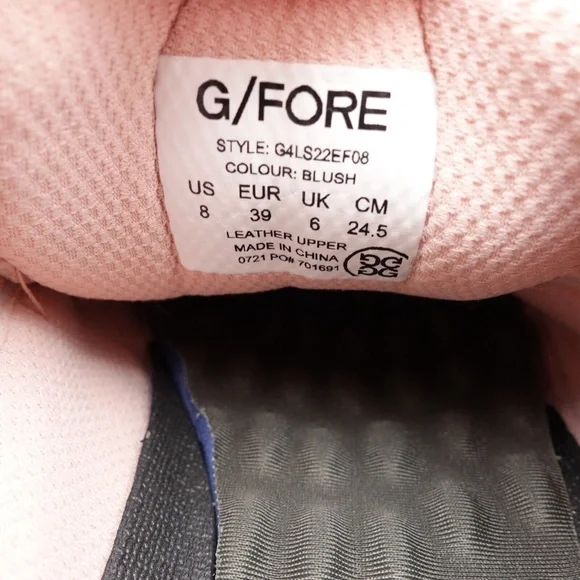 G/FORE
STYLE: G4LS22EF08
COLOUR: BLUSH
US EUR UK CM
8 39 6 24.5
LEATHER UPPER
MADE IN CHINA
0721 PO# 701691